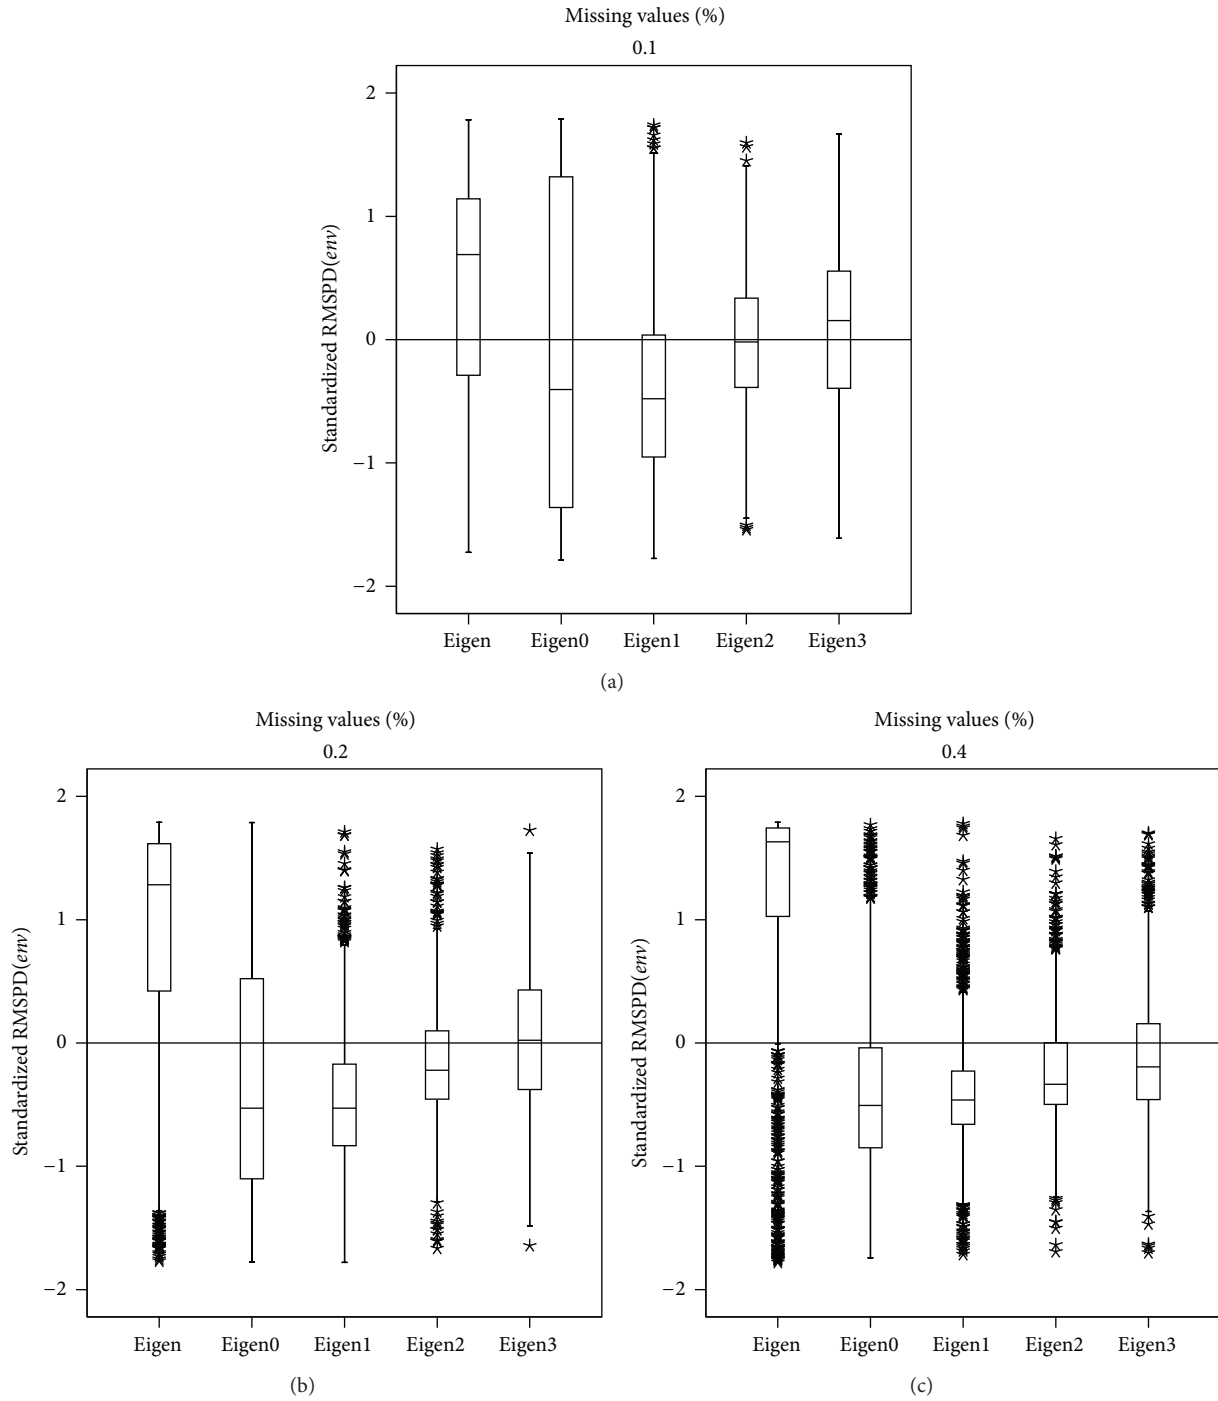 Missing values (%)
0.1
2
1
0
−1
−2
Standardized RMSPD(env)
Eigen Eigen0 Eigen1 Eigen2 Eigen3
(a)
Missing values (%)
0.2
2
1
0
−1
−2
Standardized RMSPD(env)
Eigen Eigen0 Eigen1 Eigen2 Eigen3
(b)
Missing values (%)
0.4
2
1
0
−1
−2
Standardized RMSPD(env)
Eigen Eigen0 Eigen1 Eigen2 Eigen3
(c)